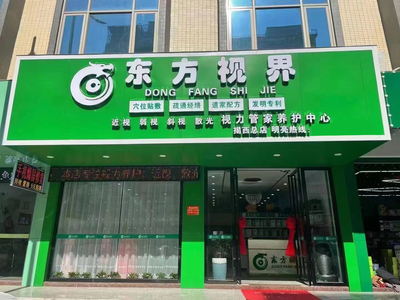 东方视界
DONG FANG SHI JIE
穴位贴敷 疏通经络 道家配方 发明专利
近视 弱视 斜视 散光 视力管家养护中心
揭西总店 明亮热线:
东方视界